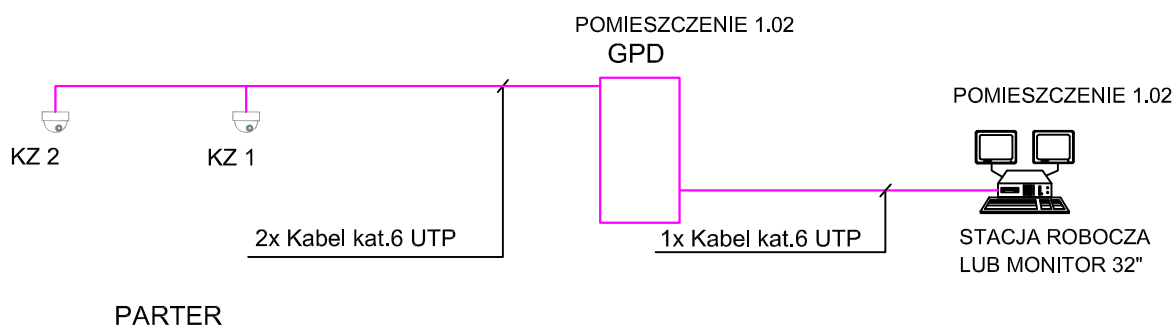 POMIESZCZENIE 1.02
GPD
POMIESZCZENIE 1.02
KZ 2
KZ 1
2x Kabel kat.6 UTP
1x Kabel kat.6 UTP
STACJA ROBOCZA
LUB MONITOR 32"
PARTER